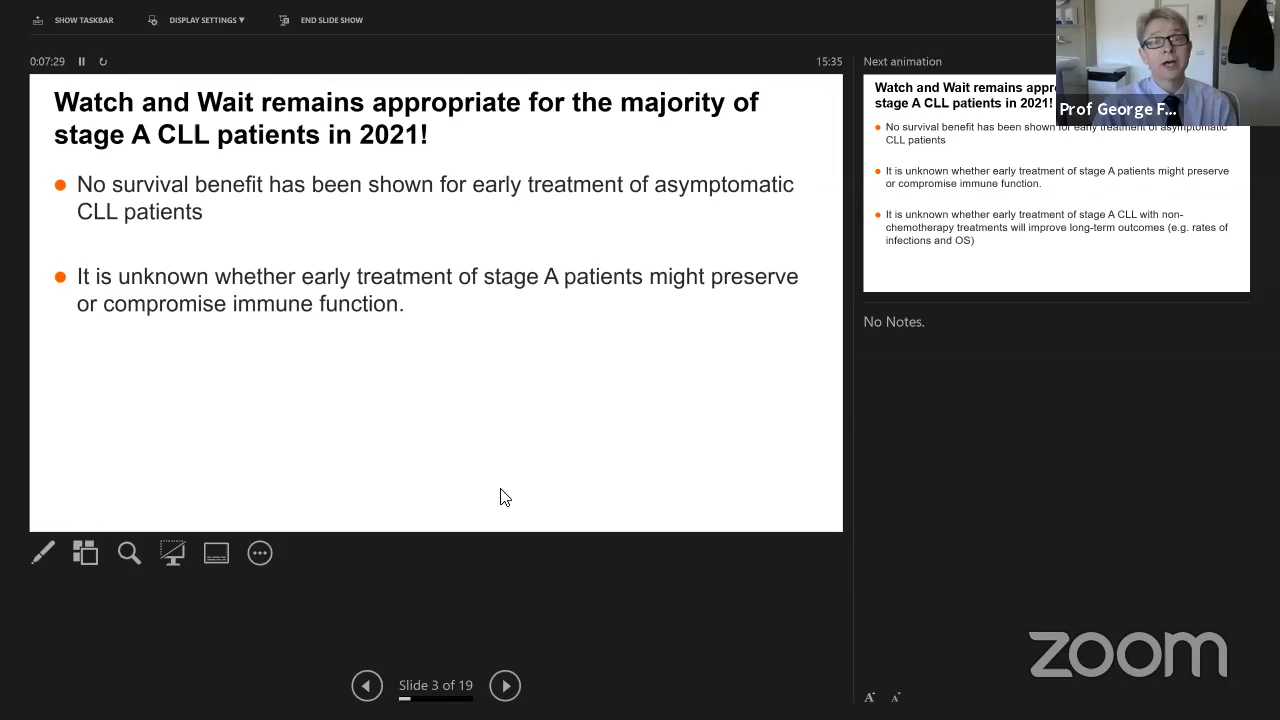 SHOW TASKBAR
DISPLAY SETTINGS ▼
END SLIDE SHOW
0:07:29
15:35
Watch and Wait remains appropriate for the majority of
stage A CLL patients in 2021!
No survival benefit has been shown for early treatment of asymptomatic
CLL patients
It is unknown whether early treatment of stage A patients might preserve
or compromise immune function.
Slide 3 of 19
Next animation
Watch and Wait remains appr
stage A CLL patients in 2021!
No survival benefit has been shown for early treatment of asymptomatic
CLL patients
It is unknown whether early treatment of stage A patients might preserve
or compromise immune function.
It is unknown whether early treatment of stage A CLL with non-
chemotherapy treatments will improve long-term outcomes (e.g. rates of
infections and OS)
Prof George F...
No Notes.
zoom
A A